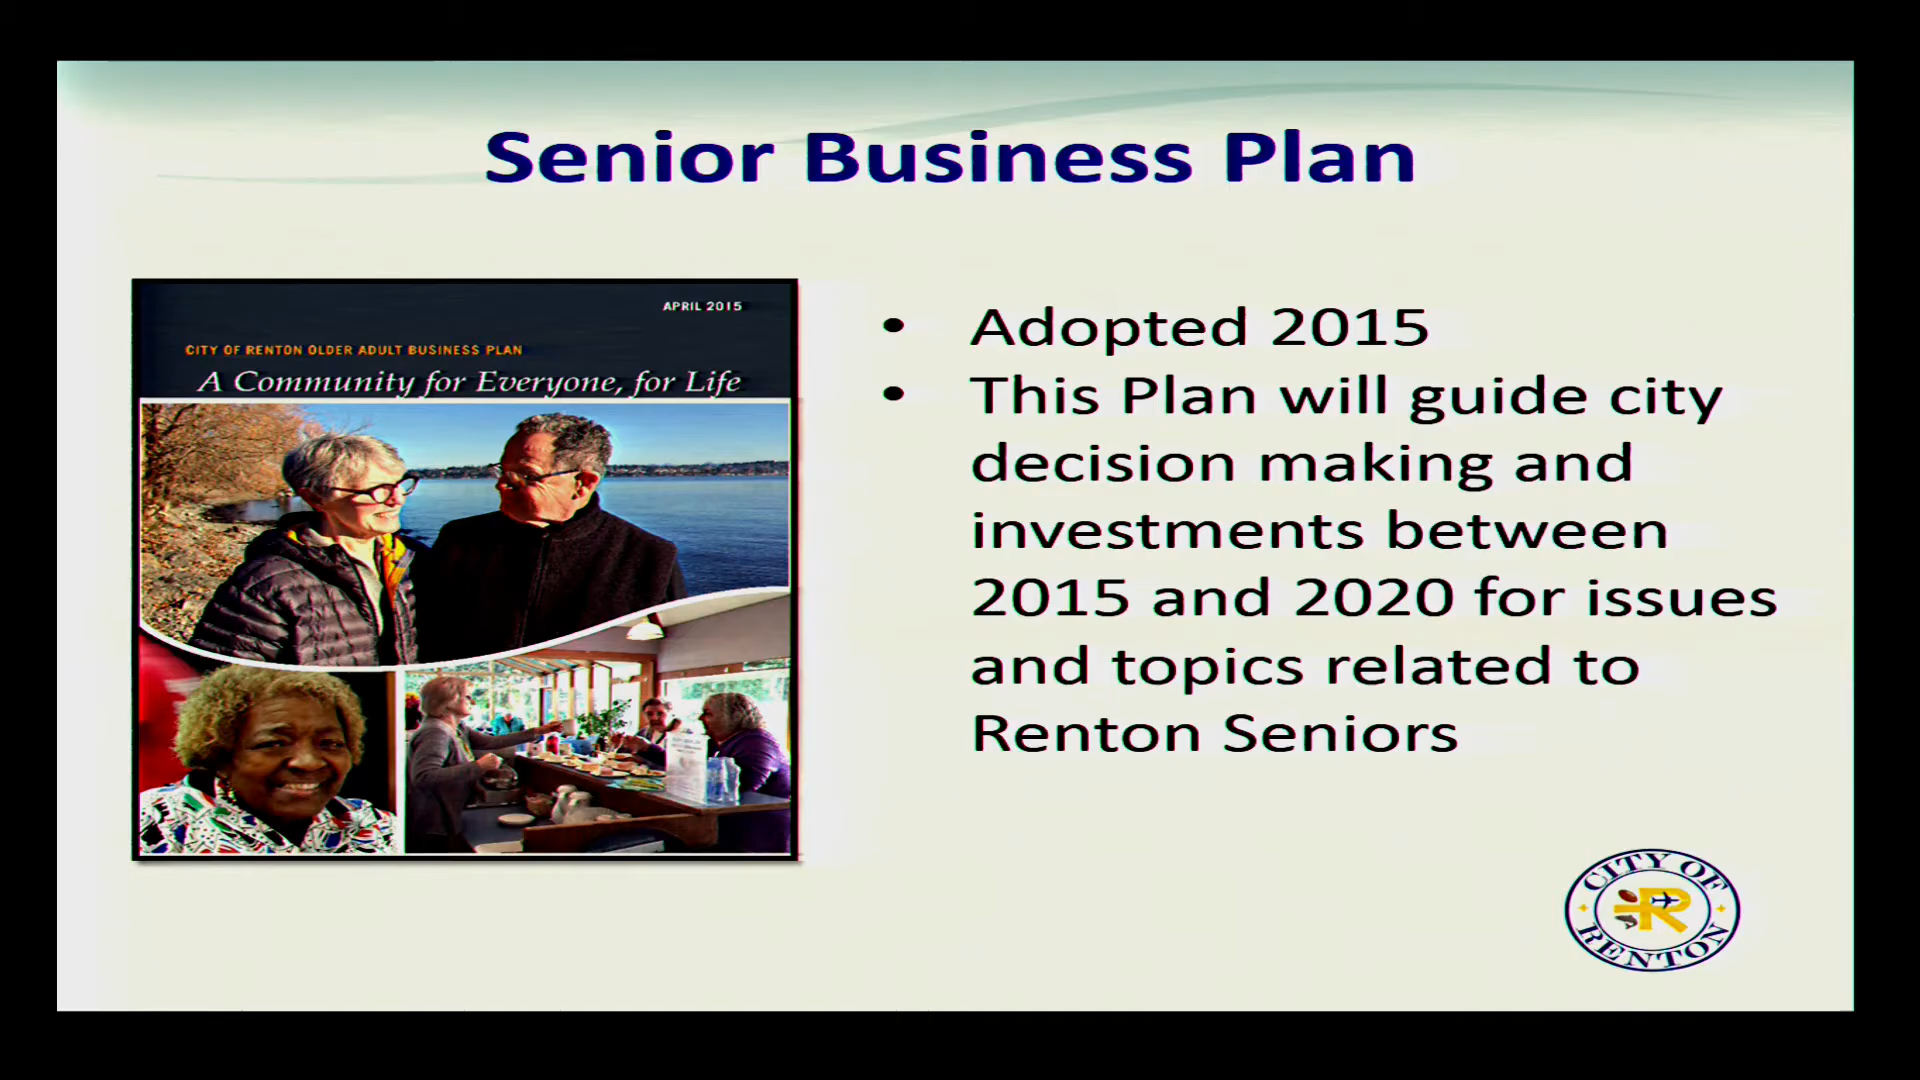 Senior Business Plan
APRIL 2015
CITY OF RENTON OLDER ADULT BUSINESS PLAN
A Community for Everyone, for Life
• Adopted 2015
• This Plan will guide city
decision making and
investments between
2015 and 2020 for issues
and topics related to
Renton Seniors
CITY OF
R
RENTON